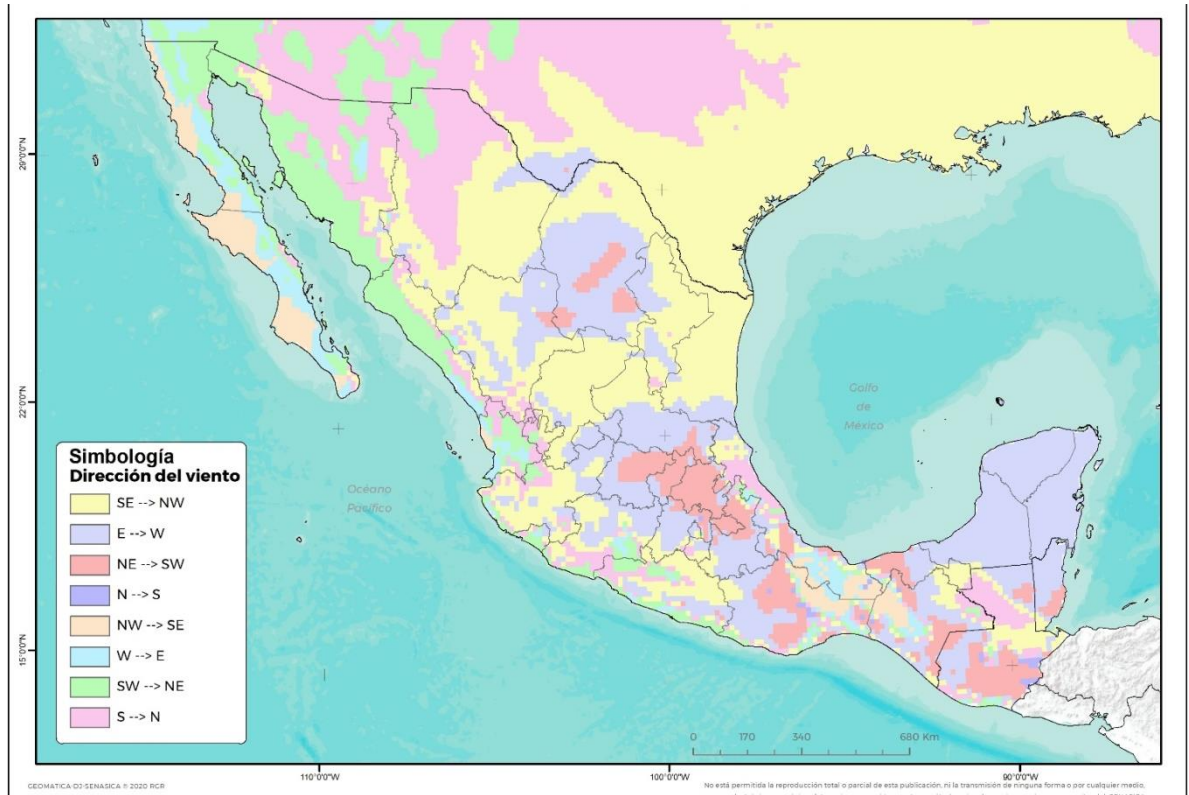 29°0'0"N
22°0'0"N
15°0'0"N
Golfo
de
México
Océano
Pacífico
Simbología
Dirección del viento
SE --> NW
E --> W
NE --> SW
N --> S
NW --> SE
W --> E
SW --> NE
S --> N
0 170 340 680 Km
110°0'0"W
100°0'0"W
90°0'0"W
GEOMATICA-DJ-SENASICA © 2020 RGR
No está permitida la reproducción total o parcial de esta publicación, ni la transmisión de ninguna forma o por cualquier medio,